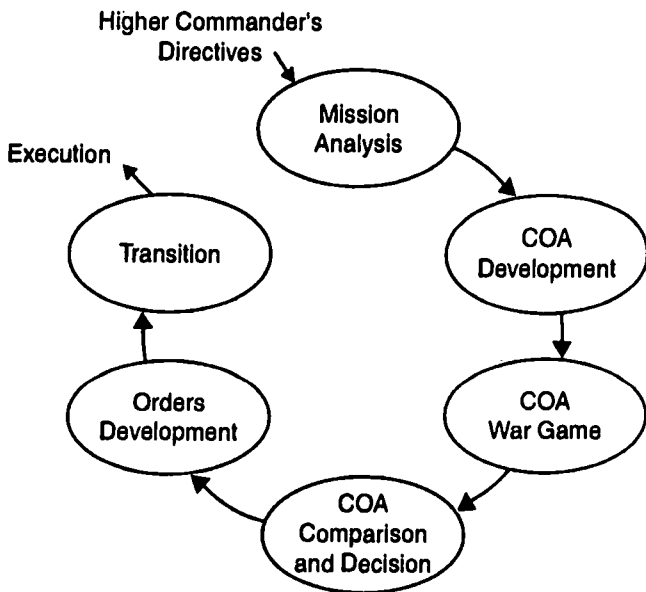 Higher Commander's
Directives
Mission
Analysis
COA
Development
COA
War Game
COA
Comparison
and Decision
Orders
Development
Transition
Execution